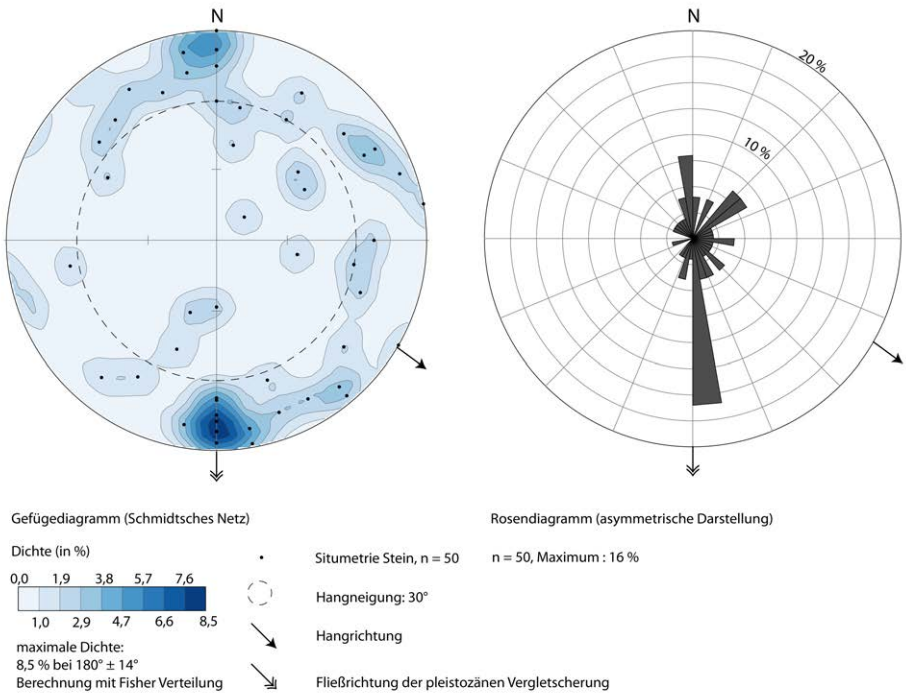 N
N
20 %
10 %
Gefügediagramm (Schmidtsches Netz)
Dichte (in %)
0,0 1,9 3,8 5,7 7,6
1,0 2,9 4,7 6,6 8,5
maximale Dichte:
8,5 % bei 180° ± 14°
Berechnung mit Fisher Verteilung
Situmetrie Stein, n = 50
Hangneigung: 30°
Hangrichtung
Fließrichtung der pleistozänen Vergletscherung
Rosendiagramm (asymmetrische Darstellung)
n = 50, Maximum : 16 %